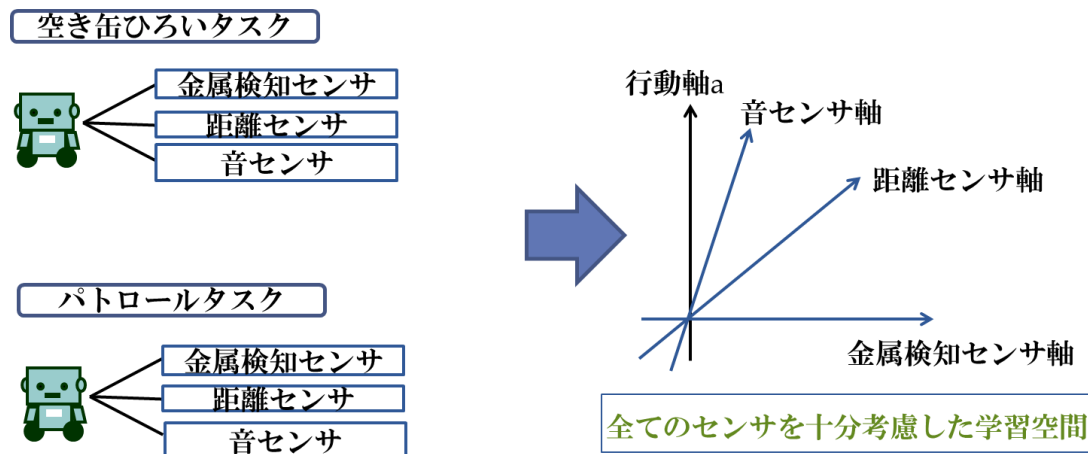 空き缶ひろいタスク
金属検知センサ
距離センサ
音センサ
パトロールタスク
金属検知センサ
距離センサ
音センサ
行動軸a
音センサ軸
距離センサ軸
金属検知センサ軸
全てのセンサを十分考慮した学習空間